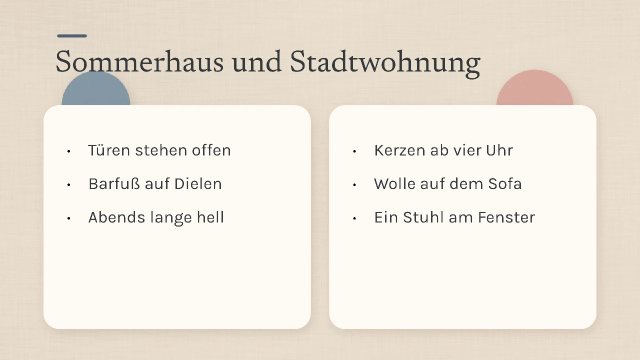 Sommerhaus und Stadtwohnung
• Türen stehen offen
• Barfuß auf Dielen
• Abends lange hell
• Kerzen ab vier Uhr
• Wolle auf dem Sofa
• Ein Stuhl am Fenster